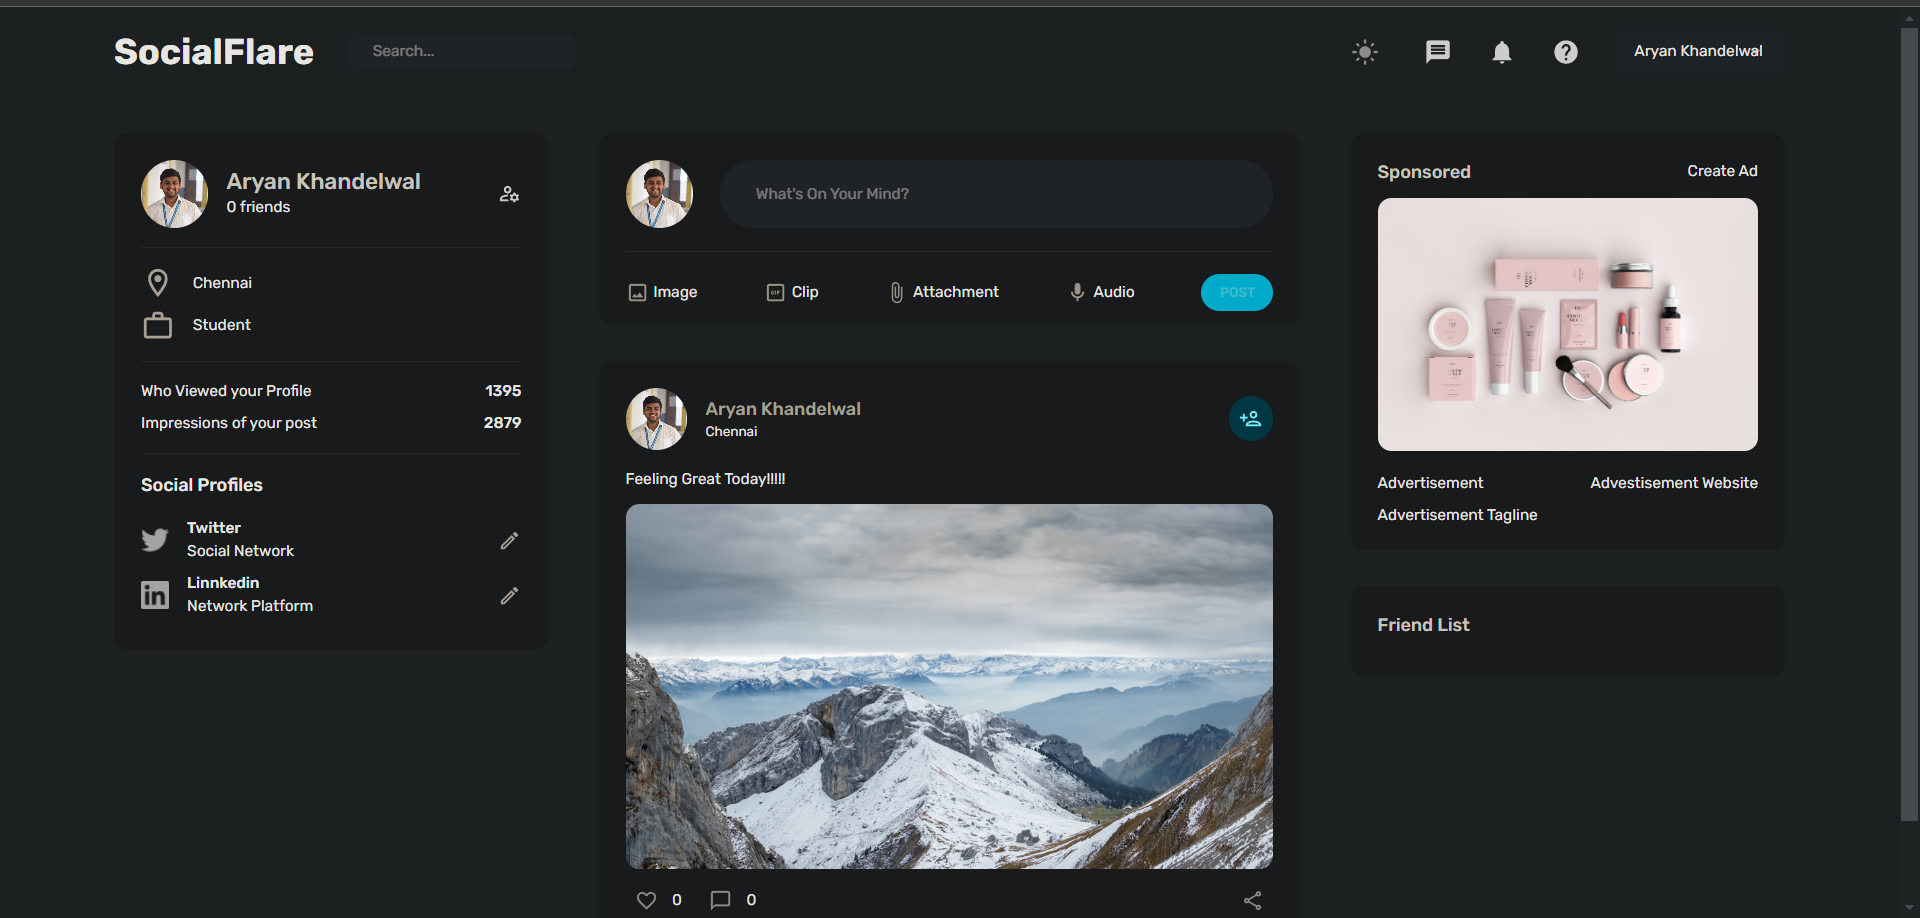 SocialFlare
Search...
Aryan Khandelwal
Aryan Khandelwal
0 friends
Chennai
Student
Who Viewed your Profile 1395
Impressions of your post 2879
Social Profiles
Twitter
Social Network
Linnkedin
Network Platform
What's On Your Mind?
Image
GIF
Clip
Attachment
Audio
POST
Aryan Khandelwal
Chennai
Feeling Great Today!!!!!
0
0
Sponsored
Create Ad
Advertisement
Advestisement Website
Advertisement Tagline
Friend List